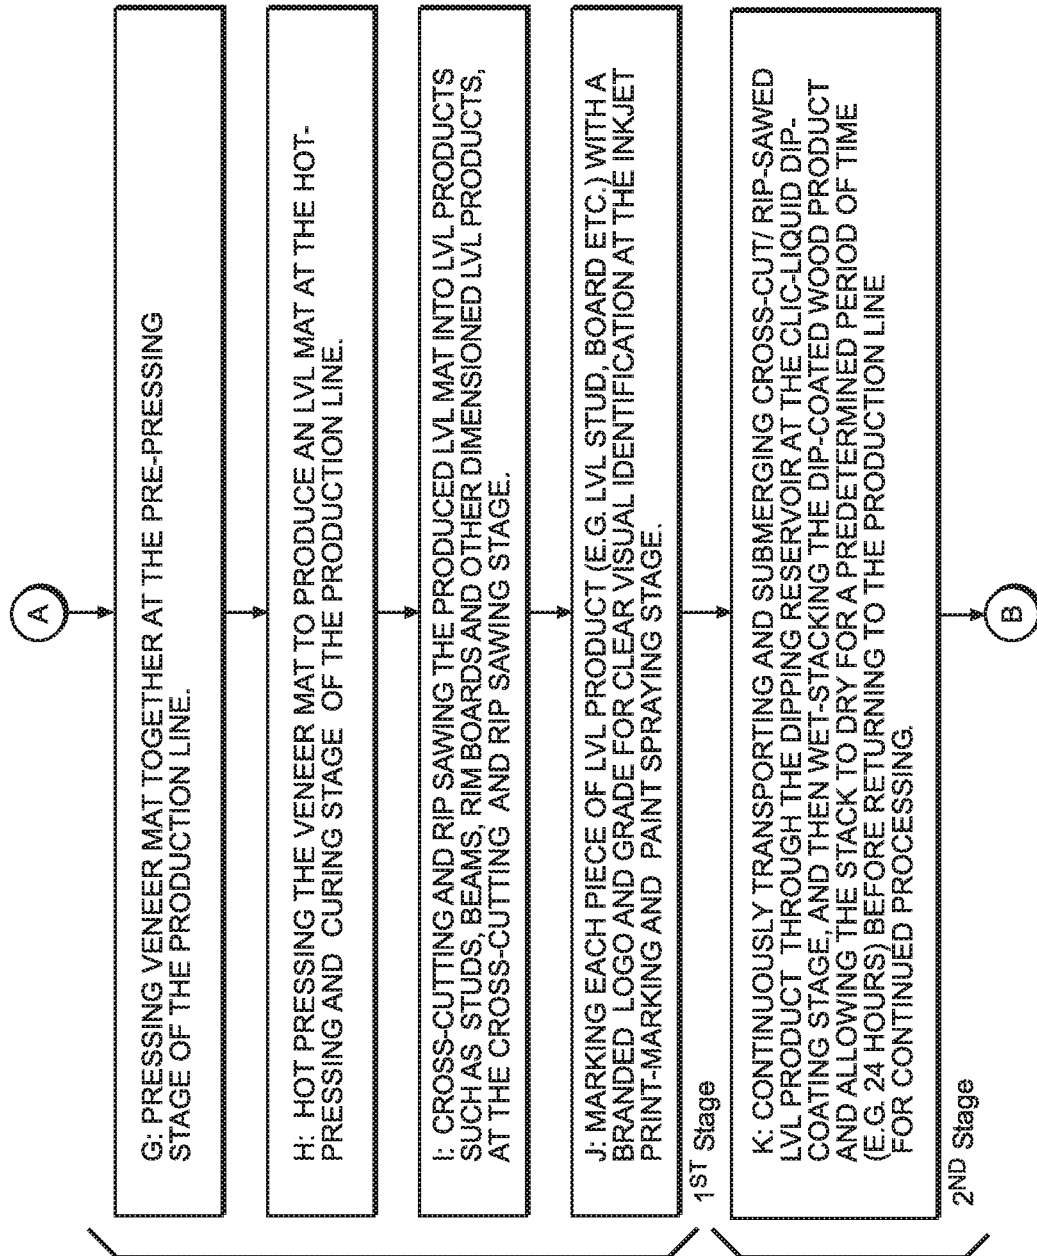 A
G: PRESSING VENEER MAT TOGETHER AT THE PRE-PRESSING
STAGE OF THE PRODUCTION LINE.
H: HOT PRESSING THE VENEER MAT TO PRODUCE AN LVL MAT AT THE HOT-
PRESSING AND CURING STAGE OF THE PRODUCTION LINE.
I: CROSS-CUTTING AND RIP SAWING THE PRODUCED LVL MAT INTO LVL PRODUCTS
SUCH AS STUDS, BEAMS, RIM BOARDS AND OTHER DIMENSIONED LVL PRODUCTS,
AT THE CROSS-CUTTING AND RIP SAWING STAGE.
J: MARKING EACH PIECE OF LVL PRODUCT (E.G. LVL STUD, BOARD ETC.) WITH A
BRANDED LOGO AND GRADE FOR CLEAR VISUAL IDENTIFICATION AT THE INKJET
PRINT-MARKING AND PAINT SPRAYING STAGE.
1ST Stage
K: CONTINUOUSLY TRANSPORTING AND SUBMERGING CROSS-CUT/ RIP-SAWED
LVL PRODUCT THROUGH THE DIPPING RESERVOIR AT THE CLIC-LIQUID DIP-
COATING STAGE, AND THEN WET-STACKING THE DIP-COATED WOOD PRODUCT
AND ALLOWING THE STACK TO DRY FOR A PREDETERMINED PERIOD OF TIME
(E.G. 24 HOURS) BEFORE RETURNING TO THE PRODUCTION LINE
FOR CONTINUED PROCESSING.
2ND Stage
B